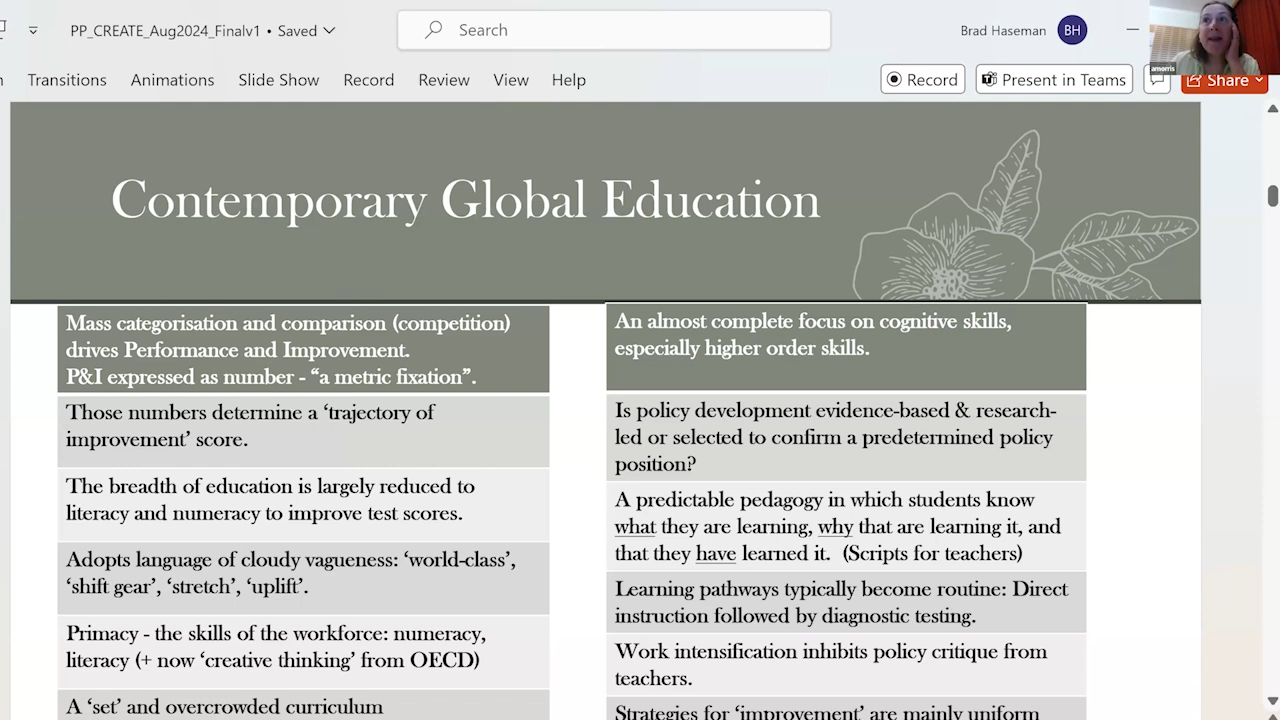 PP_CREATE_Aug2024_Finalv1 • Saved
Search
Brad Haseman
BH
amorris
Transitions
Animations
Slide Show
Record
Review
View
Help
Record
Present in Teams
Share
Contemporary Global Education
Mass categorisation and comparison (competition)
drives Performance and Improvement.
P&I expressed as number - “a metric fixation”.
Those numbers determine a ‘trajectory of
improvement’ score.
The breadth of education is largely reduced to
literacy and numeracy to improve test scores.
Adopts language of cloudy vagueness: ‘world-class’,
‘shift gear’, ‘stretch’, ‘uplift’.
Primacy - the skills of the workforce: numeracy,
literacy (+ now ‘creative thinking’ from OECD)
A ‘set’ and overcrowded curriculum
An almost complete focus on cognitive skills,
especially higher order skills.
Is policy development evidence-based & research-
led or selected to confirm a predetermined policy
position?
A predictable pedagogy in which students know
what they are learning, why that are learning it, and
that they have learned it. (Scripts for teachers)
Learning pathways typically become routine: Direct
instruction followed by diagnostic testing.
Work intensification inhibits policy critique from
teachers.
Strategies for ‘improvement’ are mainly uniform